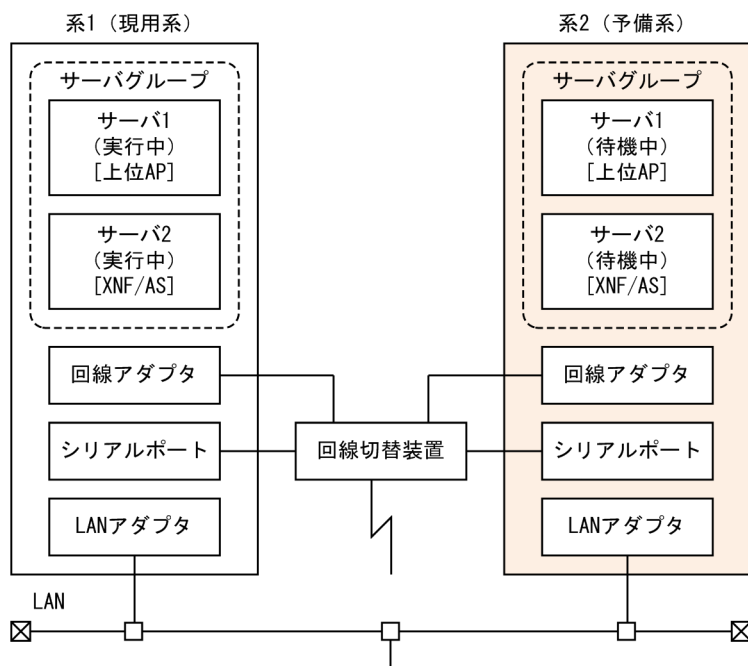 系1（現用系）
サーバグループ
サーバ1
（実行中）
[上位AP]
サーバ2
（実行中）
[XNF/AS]
回線アダプタ
シリアルポート
LANアダプタ
回線切替装置
系2（予備系）
サーバグループ
サーバ1
（待機中）
[上位AP]
サーバ2
（待機中）
[XNF/AS]
回線アダプタ
シリアルポート
LANアダプタ
LAN